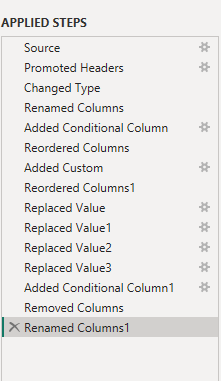 APPLIED STEPS
Source
Promoted Headers
Changed Type
Renamed Columns
Added Conditional Column
Reordered Columns
Added Custom
Reordered Columns1
Replaced Value
Replaced Value1
Replaced Value2
Replaced Value3
Added Conditional Column1
Removed Columns
Renamed Columns1